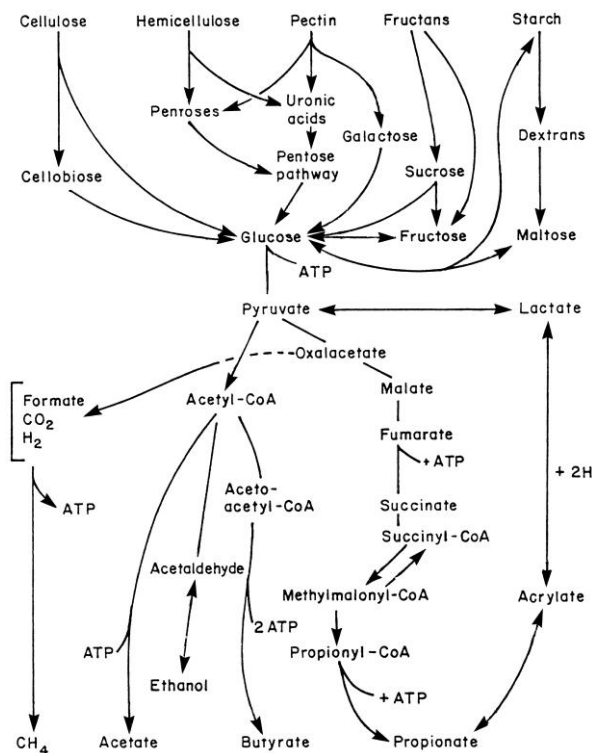 Cellulose Hemicellulose Pectin Fructans Starch
Penroses Uronic
acids
Galactose
Dextrans
Cellobiose
Pentose
pathway
Sucrose
Glucose Fructose Maltose
ATP
Pyruvate Lactate
Oxalacetate
Formate
CO2
H2
Acetyl-CoA
Malate
Fumarate
+ ATP
+ 2H
ATP
Aceto-
acetyl-CoA
Succinate
Succinyl-CoA
Acetaldehyde
Methylmalonyl-CoA Acrylate
2 ATP
ATP
Propionyl-CoA
Ethanol
+ ATP
CH4 Acetate Butyrate Propionate